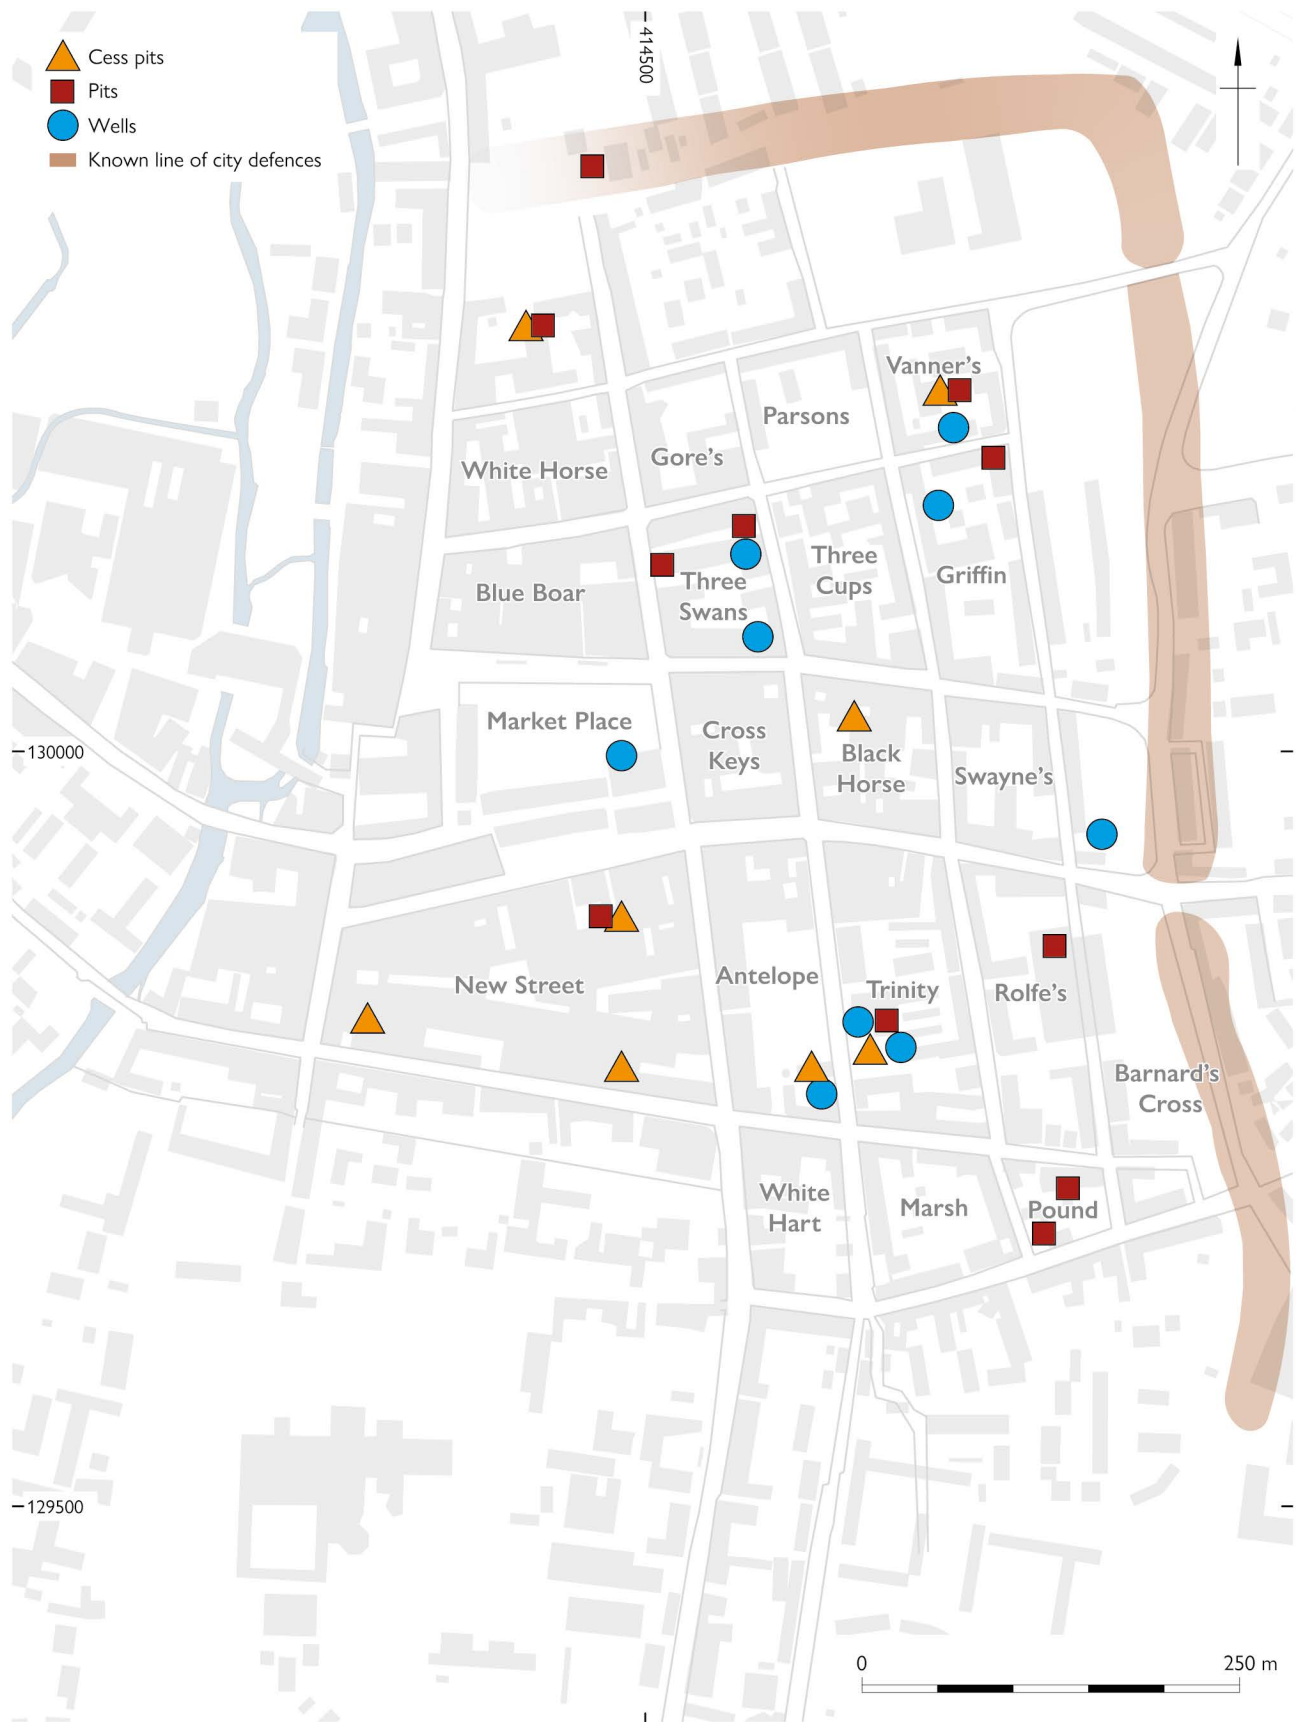 414500
Cess pits
Pits
Wells
Known line of city defences
Vanner's
Parsons
Gore's
White Horse
Three
Cups
Griffin
Blue Boar
Three
Swans
Market Place
Cross
Keys
Black
Horse
Swayne's
130000
New Street
Antelope
Trinity
Rolfe's
Barnard's
Cross
White
Hart
Marsh
Pound
129500
0 250 m